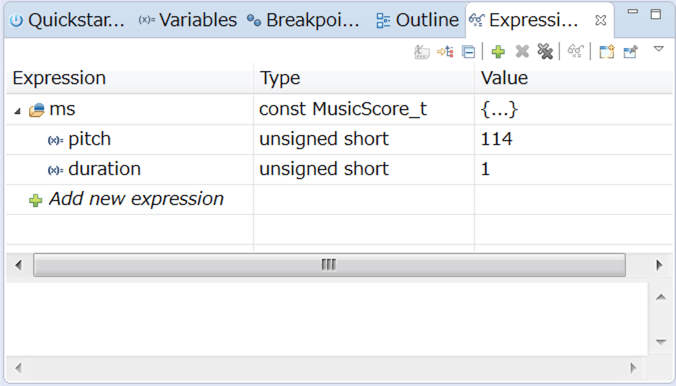 Quickstar... (x)= Variables Breakpoi... Outline Expressi...
Expression Type Value
ms const MusicScore_t {...}
(x)= pitch unsigned short 114
(x)= duration unsigned short 1
Add new expression